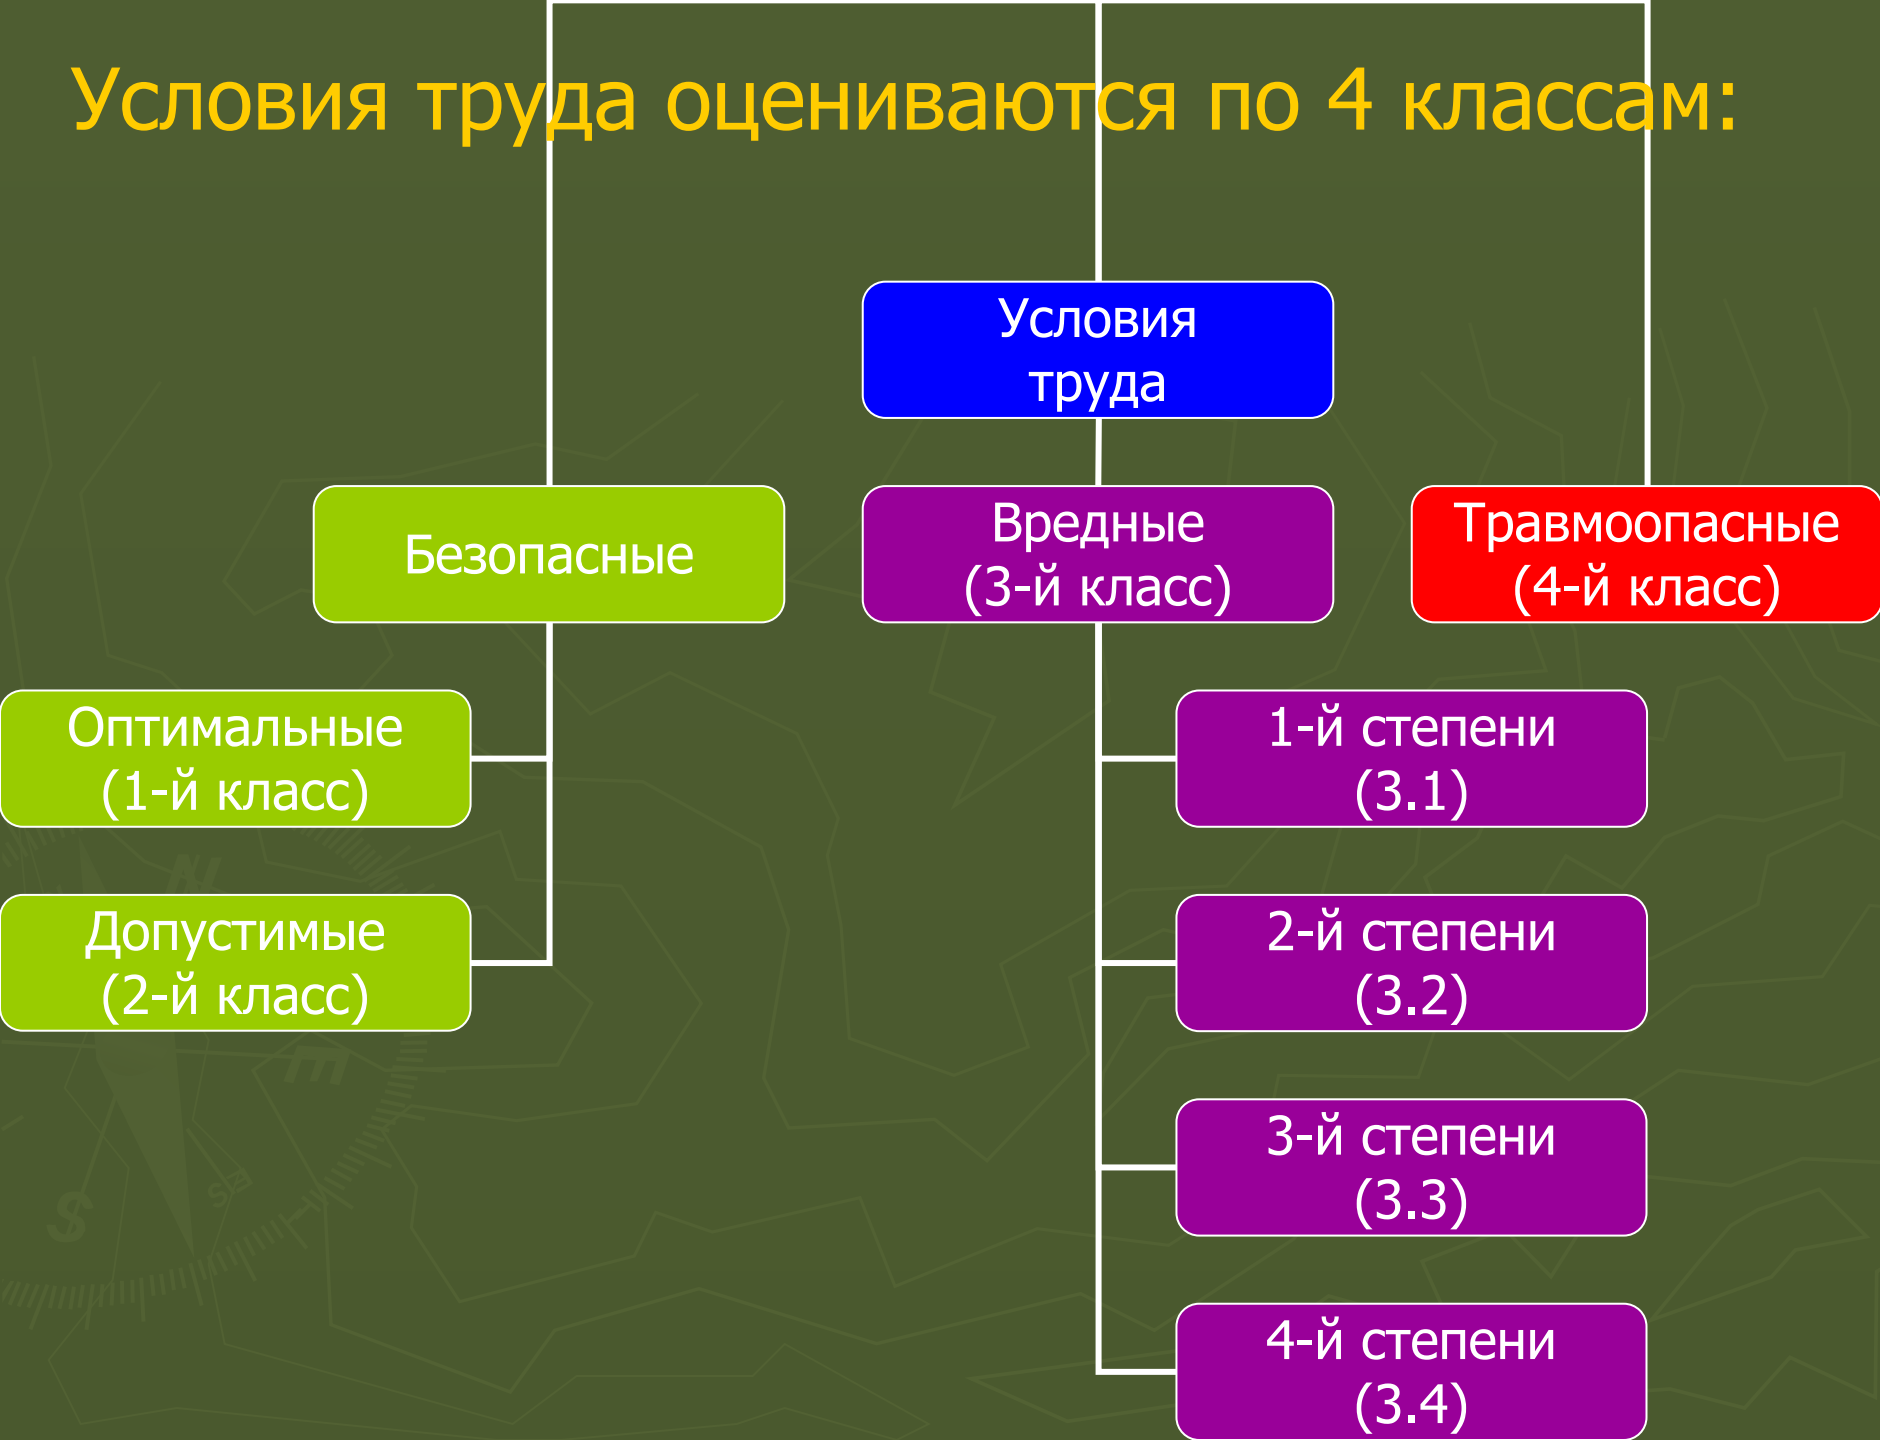 Условия труда оцениваются по 4 классам:
Условия
труда
Безопасные
Вредные
(3-й класс)
Травмоопасные
(4-й класс)
Оптимальные
(1-й класс)
1-й степени
(3.1)
Допустимые
(2-й класс)
2-й степени
(3.2)
3-й степени
(3.3)
4-й степени
(3.4)
N
E
S